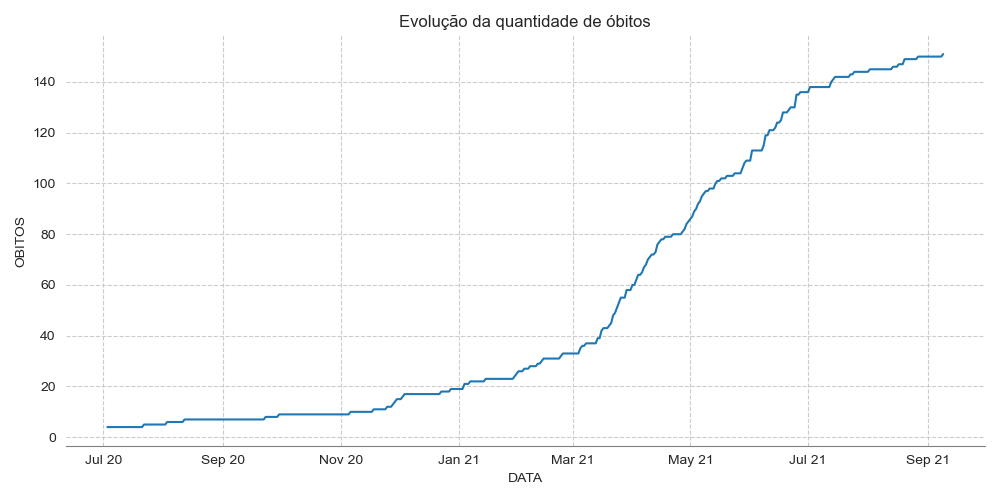 Evolução da quantidade de óbitos
OBITOS
140
120
100
80
60
40
20
0
Jul 20 Sep 20 Nov 20 Jan 21 Mar 21 May 21 Jul 21 Sep 21
DATA